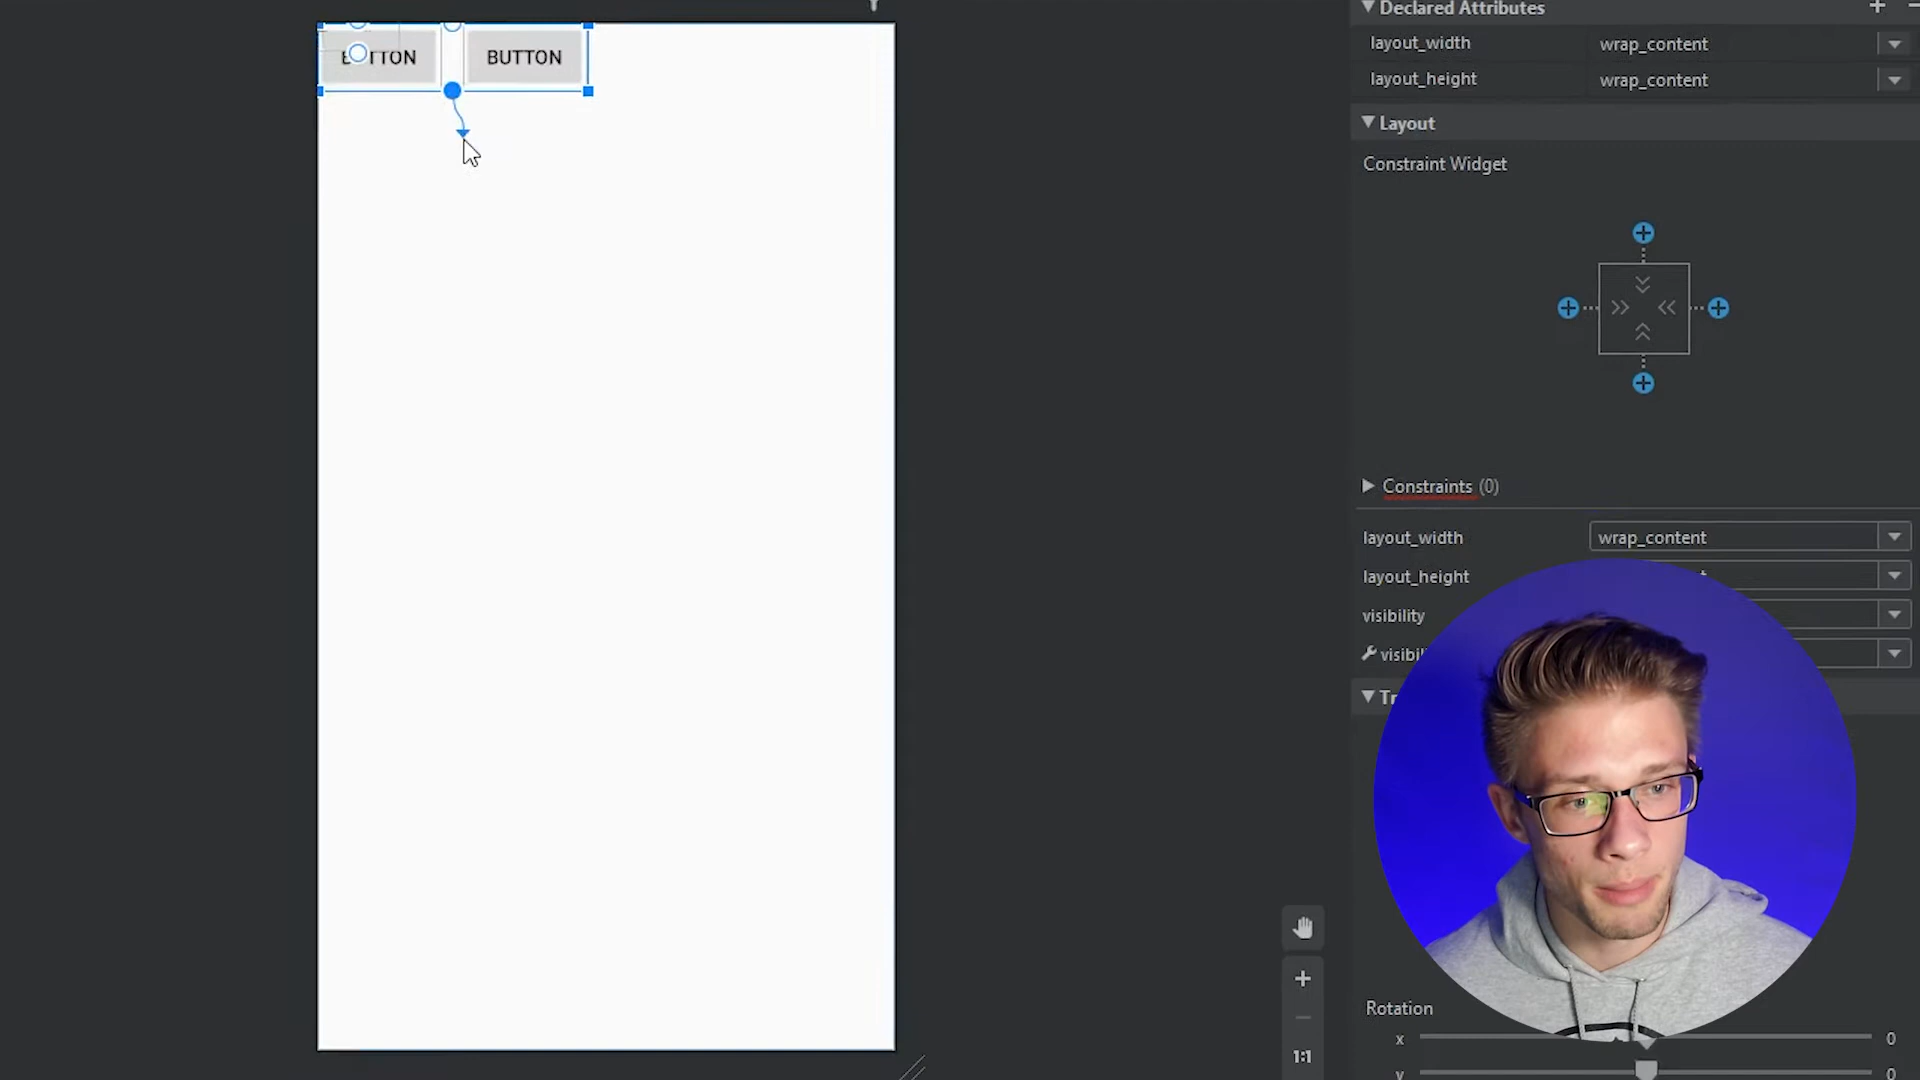 BUTTON
Declared Attributes
layout_width wrap_content
layout_height wrap_content
Layout
Constraint Widget
Constraints (0)
layout_width wrap_content
layout_height
visibility
Rotation
x 0
y 0
1:1